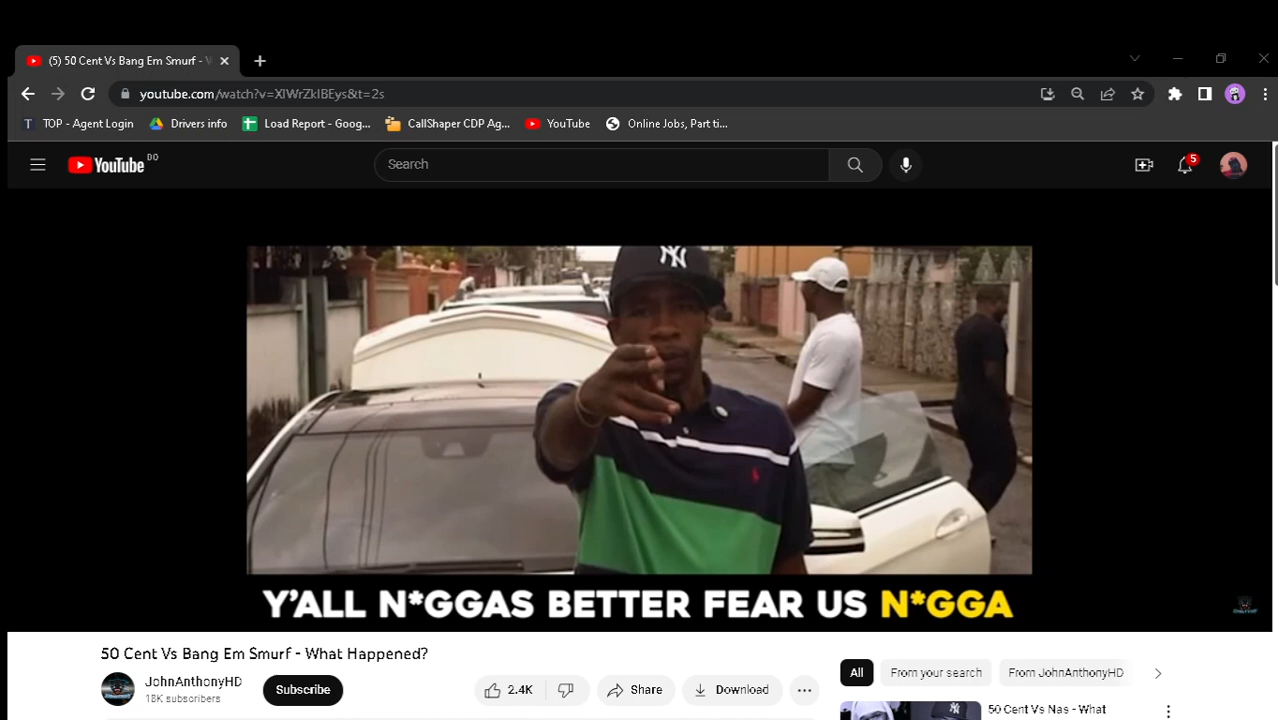 (5) 50 Cent Vs Bang Em Smurf - W
youtube.com/watch?v=XlWrZkIBEys&t=2s
T TOP - Agent Login Drivers info Load Report - Goog... CallShaper CDP Ag... YouTube Online Jobs, Part ti...
YouTube DO Search 5
NY
Y'ALL N*GGAS BETTER FEAR US N*GGA
50 Cent Vs Bang Em Smurf - What Happened?
JohnAnthonyHD
18K subscribers
Subscribe 2.4K Share Download
All From your search From JohnAnthonyHD
50 Cent Vs Nas - What